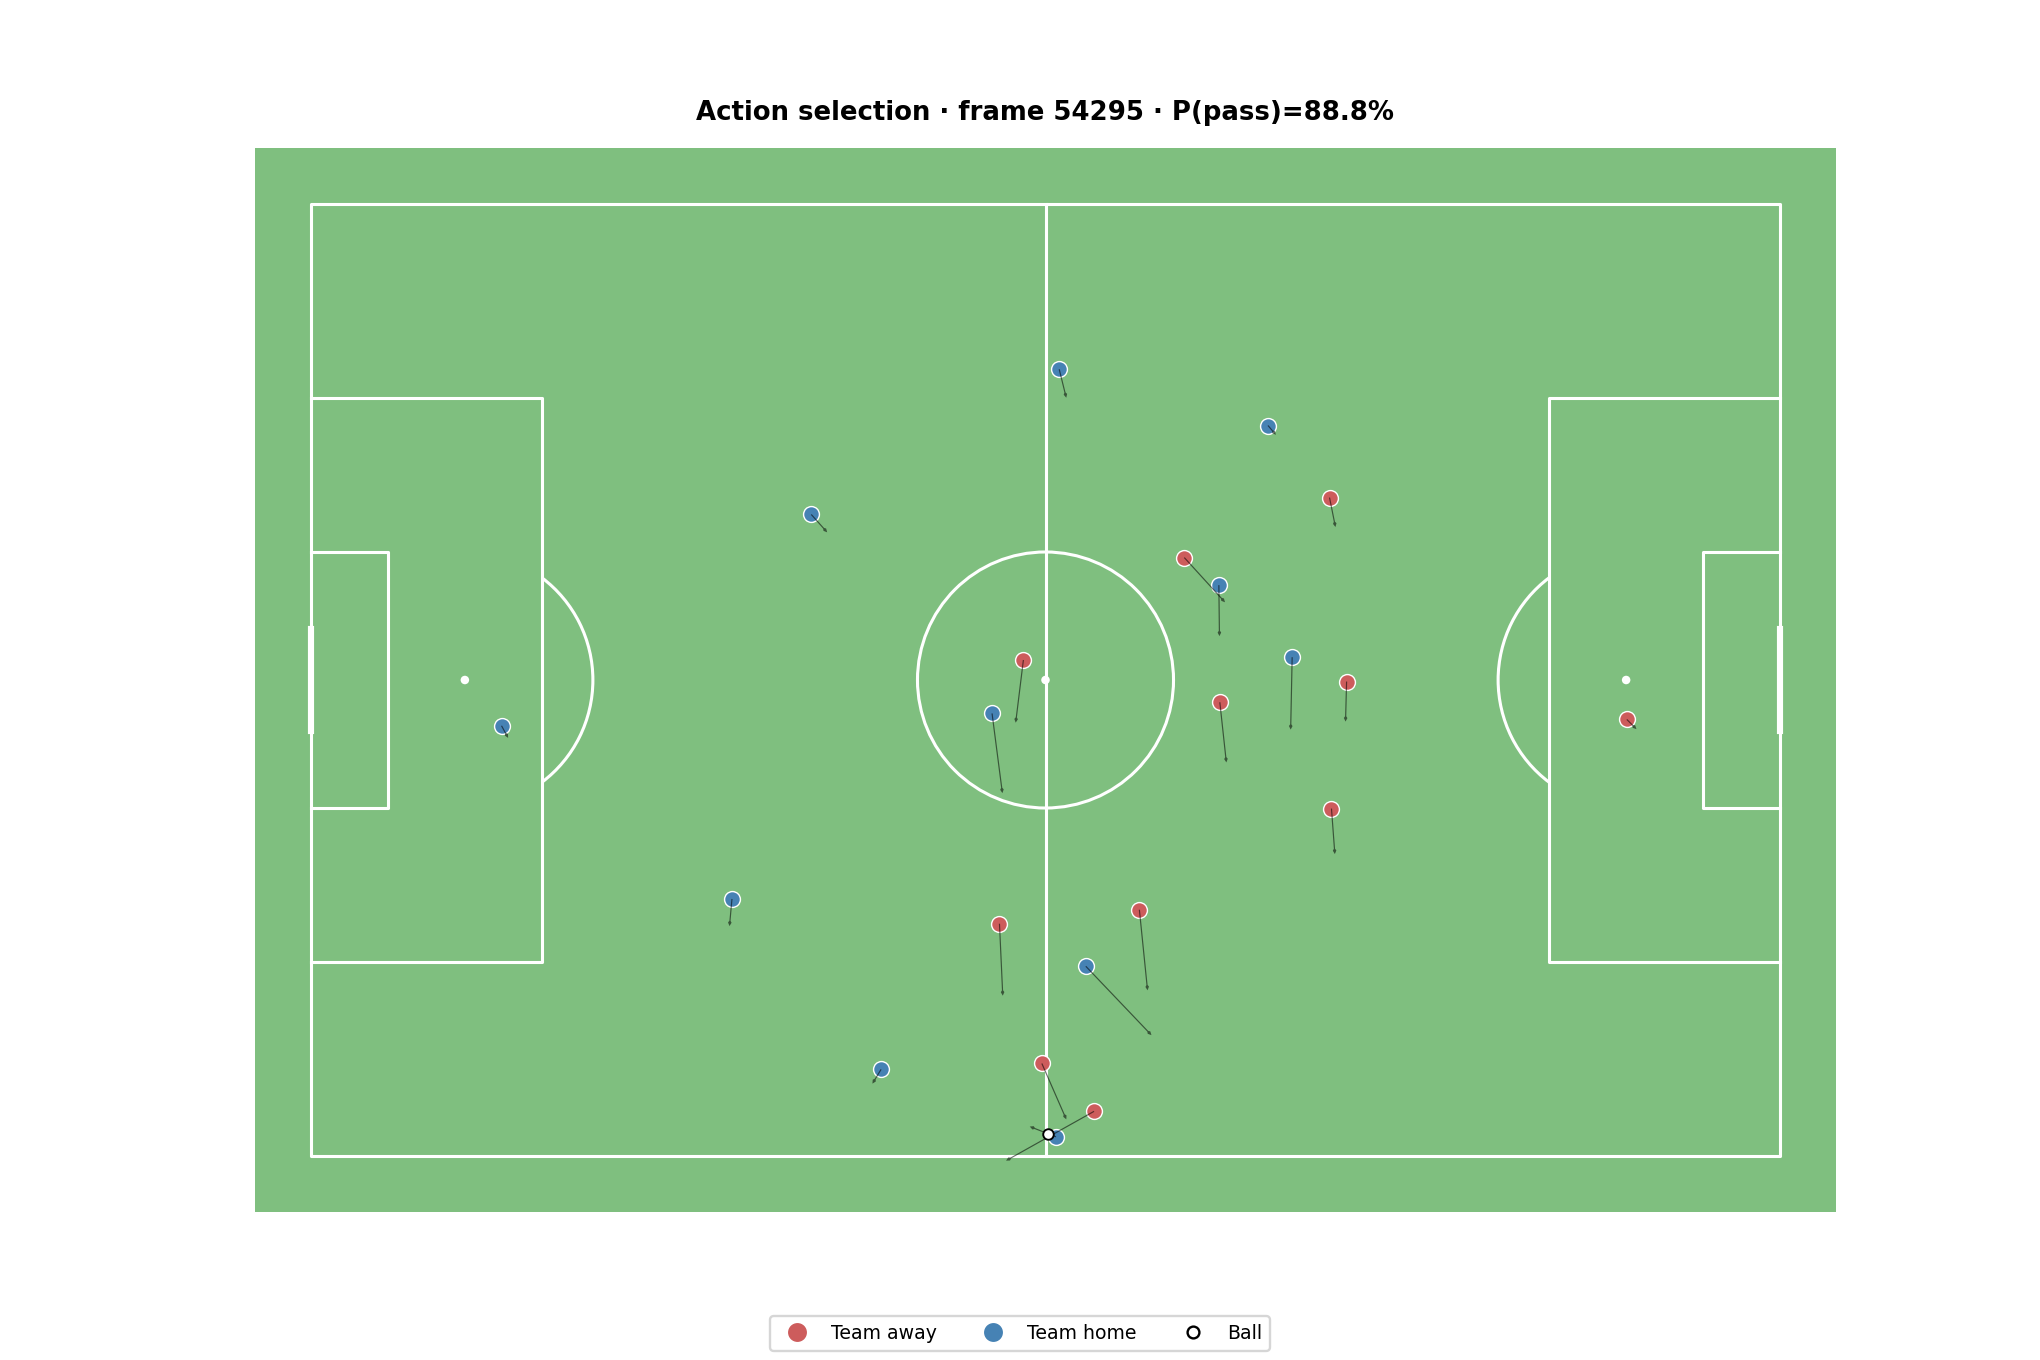 Action selection · frame 54295 · P(pass)=88.8%
Team away Team home Ball